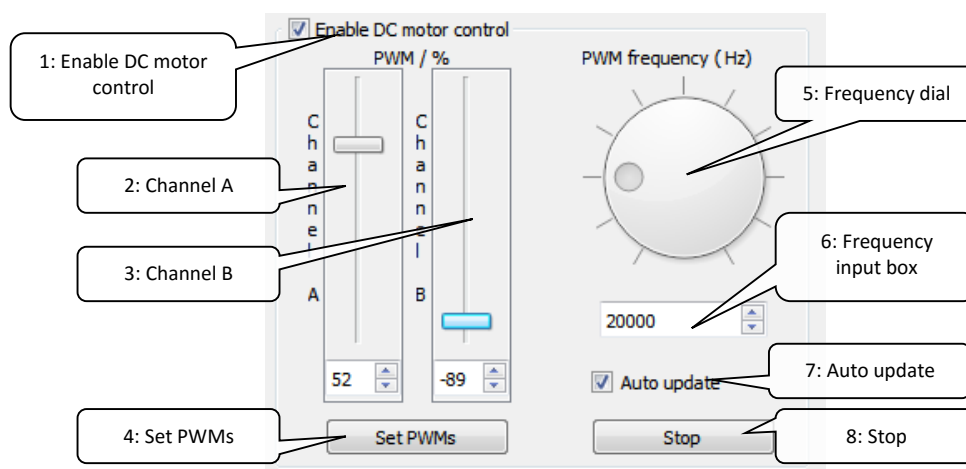 Enable DC motor control
1: Enable DC motor
control
PWM / %
PWM frequency ( Hz)
5: Frequency dial
Channel A
Channel B
2: Channel A
3: Channel B
6: Frequency
input box
20000
52
-89
Auto update
7: Auto update
4: Set PWMs
Set PWMs
Stop
8: Stop